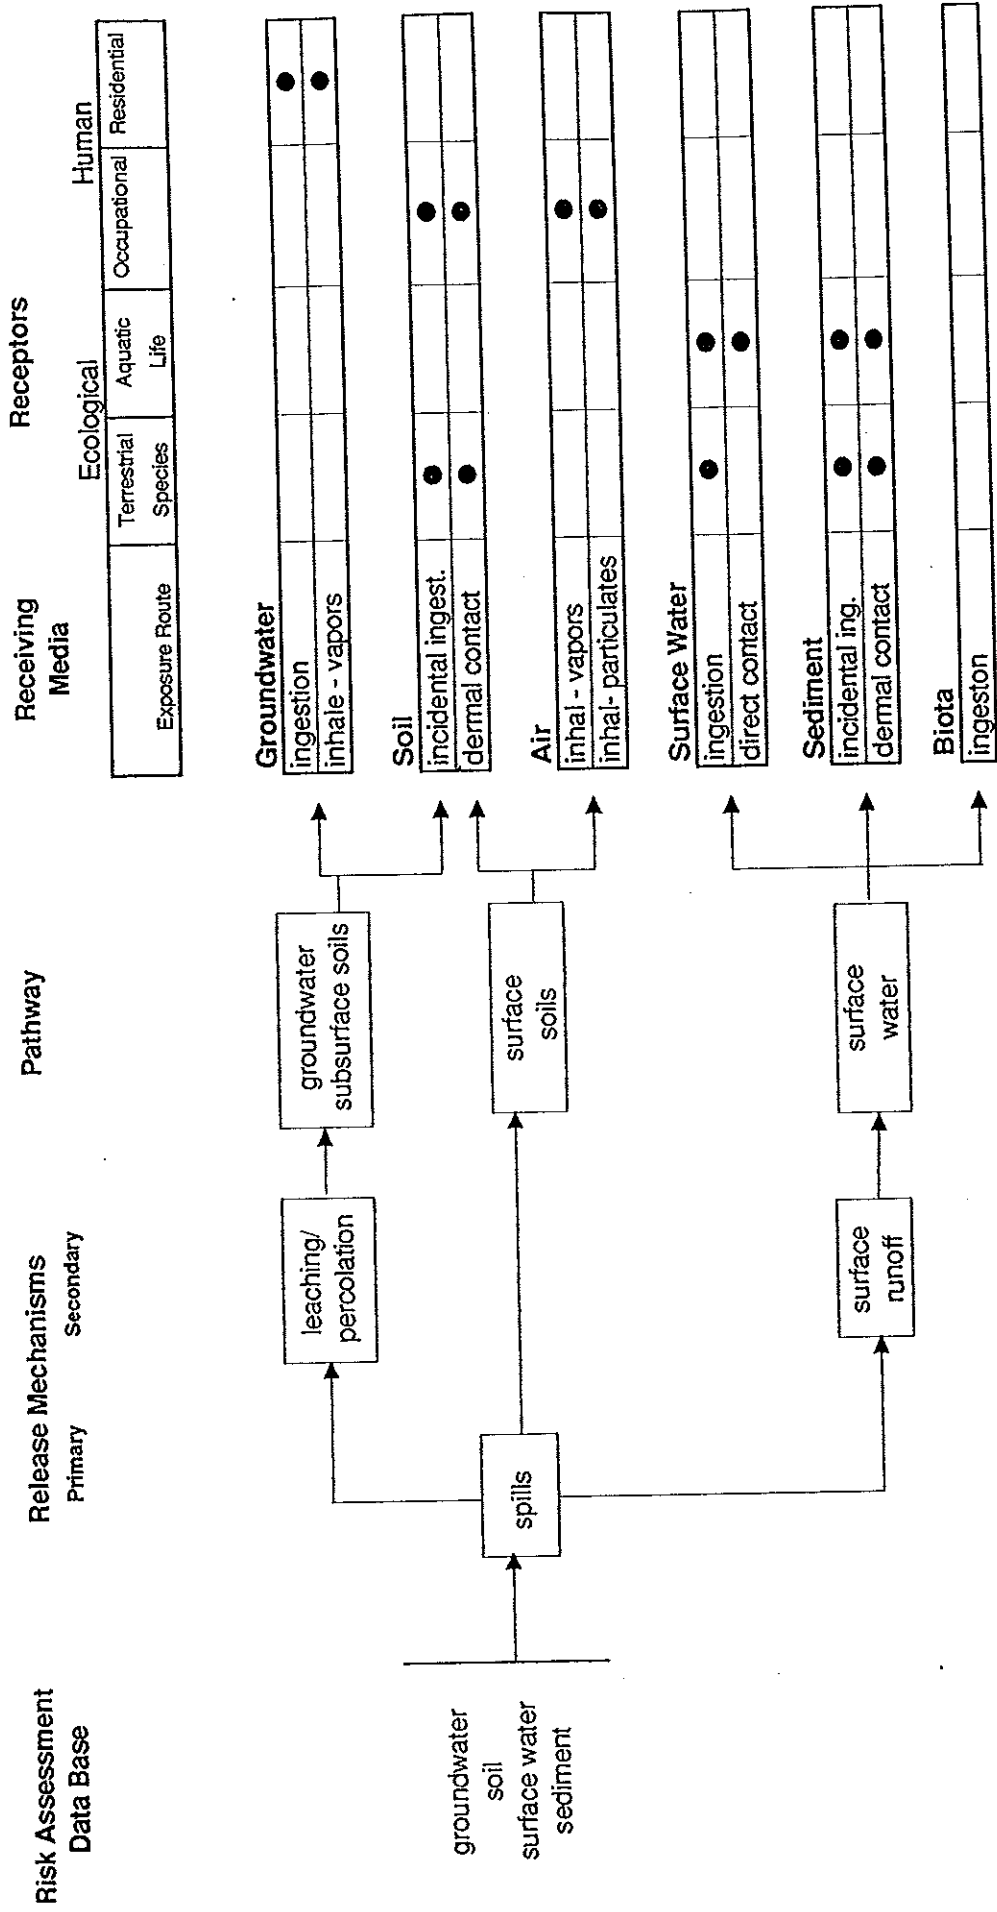 Risk Assessment
Data Base
Release Mechanisms
Primary
Secondary
Pathway
Receiving
Media
Receptors
Ecological
Human
Exposure Route
Terrestrial
Species
Aquatic
Life
Occupational
Residential
groundwater
soil
surface water
sediment
spills
leaching/
percolation
surface
runoff
groundwater
subsurface soils
surface
soils
surface
water
Groundwater
ingestion
inhale - vapors
Soil
incidental ingest.
dermal contact
Air
inhal - vapors
inhal- particulates
Surface Water
ingestion
direct contact
Sediment
incidental ing.
dermal contact
Biota
ingeston